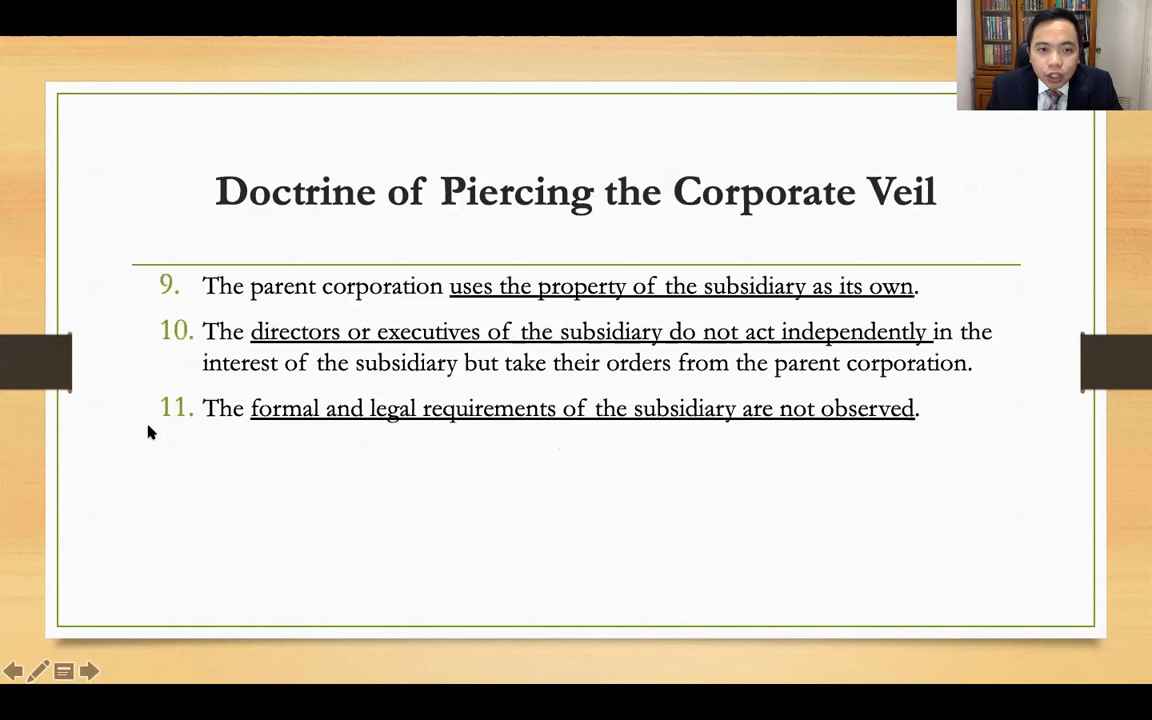 Doctrine of Piercing the Corporate Veil
9. The parent corporation uses the property of the subsidiary as its own.
10. The directors or executives of the subsidiary do not act independently in the
interest of the subsidiary but take their orders from the parent corporation.
11. The formal and legal requirements of the subsidiary are not observed.